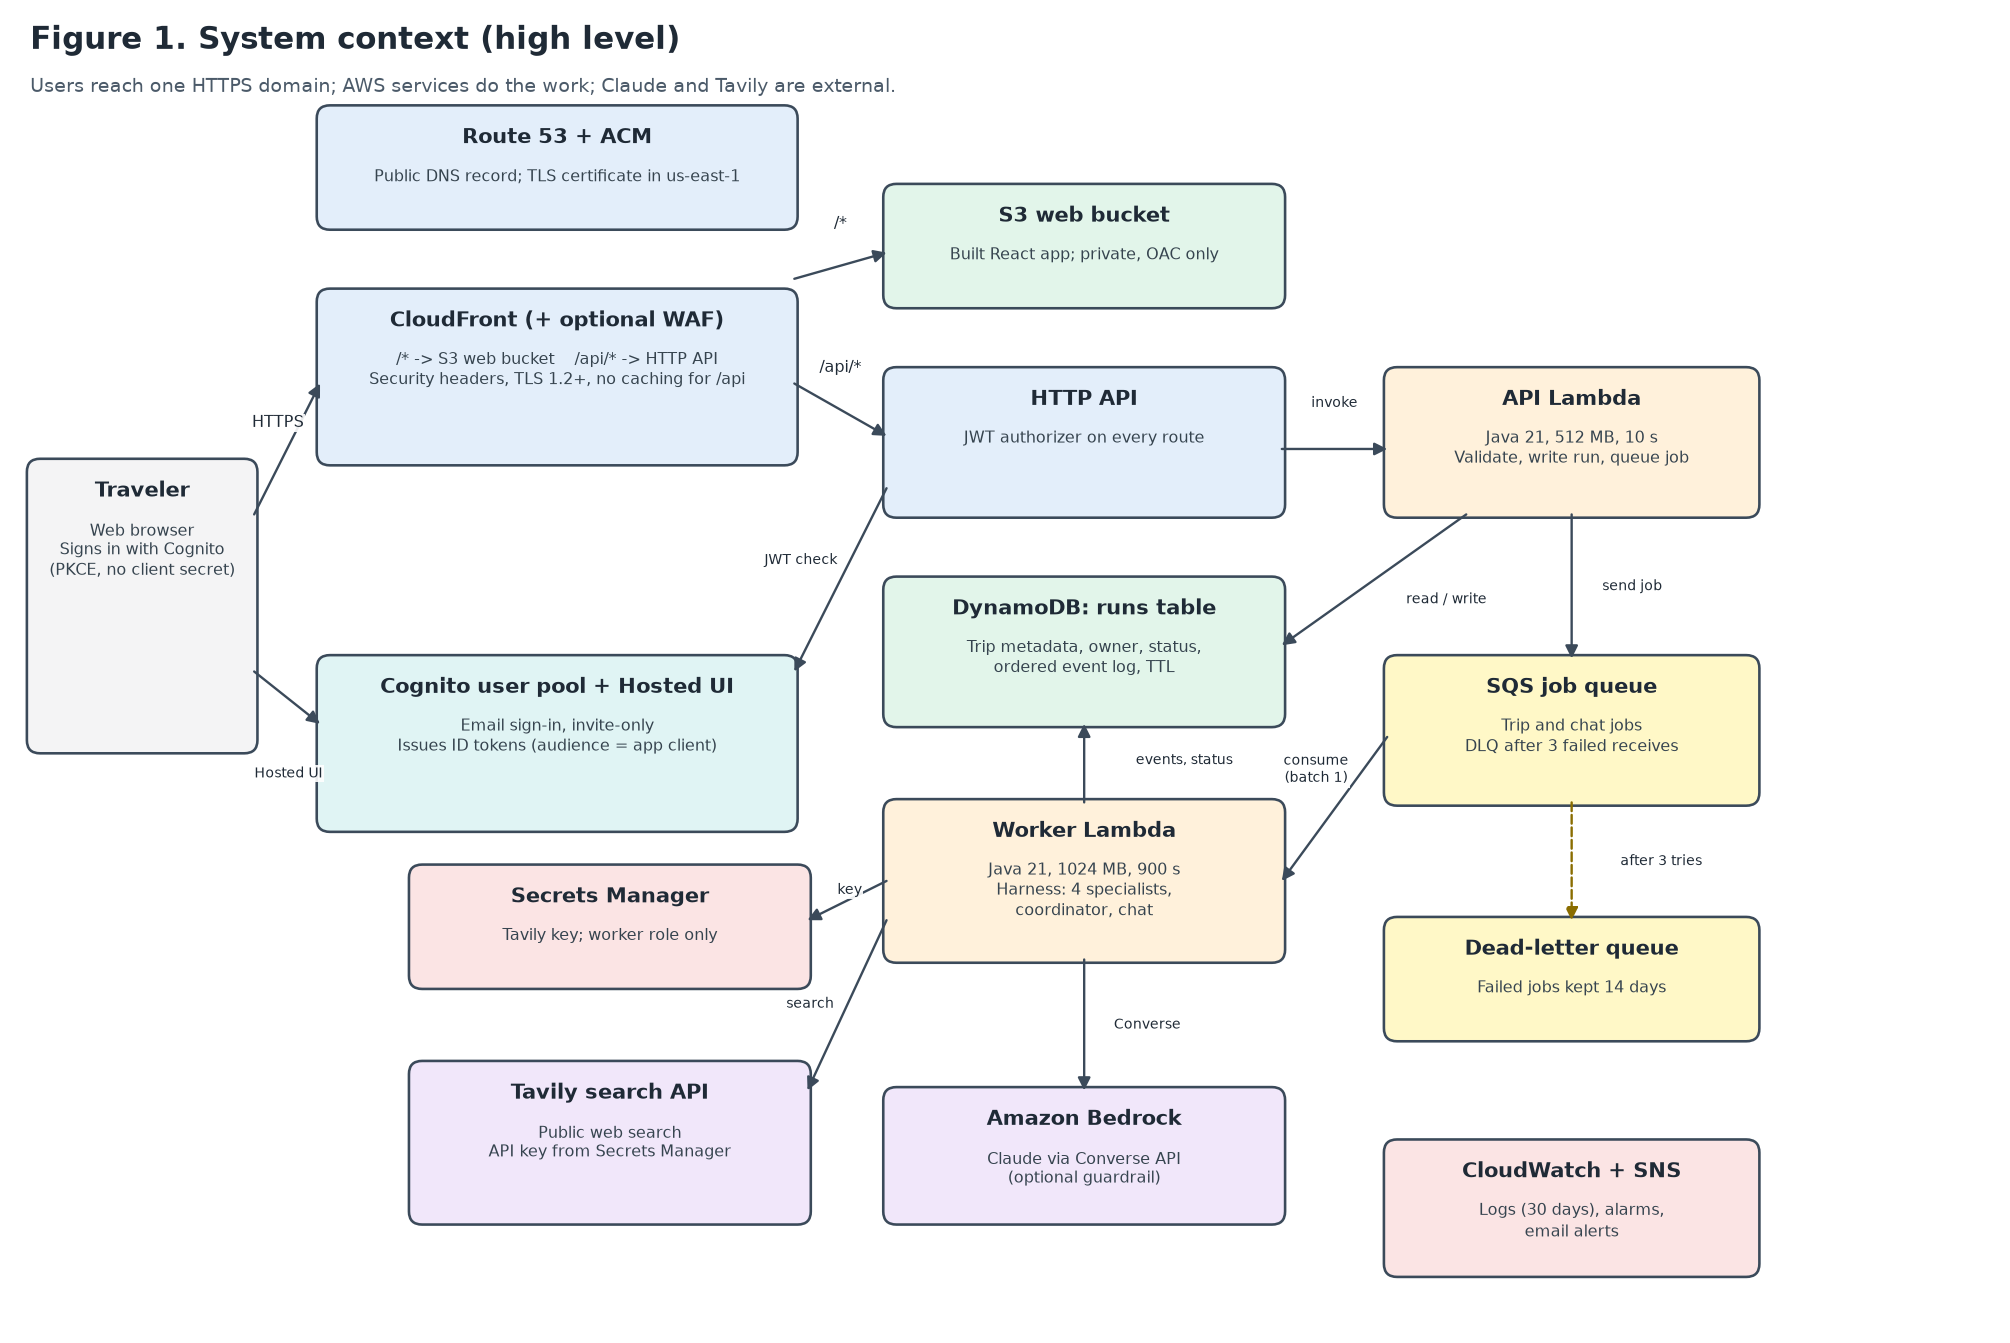 Figure 1. System context (high level)
Users reach one HTTPS domain; AWS services do the work; Claude and Tavily are external.
Route 53 + ACM
Public DNS record; TLS certificate in us-east-1
/*
S3 web bucket
Built React app; private, OAC only
CloudFront (+ optional WAF)
/* -> S3 web bucket    /api/* -> HTTP API
Security headers, TLS 1.2+, no caching for /api
/api/*
HTTP API
JWT authorizer on every route
invoke
API Lambda
Java 21, 512 MB, 10 s
Validate, write run, queue job
HTTPS
Traveler
Web browser
Signs in with Cognito
(PKCE, no client secret)
JWT check
DynamoDB: runs table
Trip metadata, owner, status,
ordered event log, TTL
read / write
send job
Cognito user pool + Hosted UI
Email sign-in, invite-only
Issues ID tokens (audience = app client)
Hosted UI
SQS job queue
Trip and chat jobs
DLQ after 3 failed receives
events, status
consume
(batch 1)
Worker Lambda
Java 21, 1024 MB, 900 s
Harness: 4 specialists,
coordinator, chat
key
Secrets Manager
Tavily key; worker role only
after 3 tries
Dead-letter queue
Failed jobs kept 14 days
search
Converse
Tavily search API
Public web search
API key from Secrets Manager
Amazon Bedrock
Claude via Converse API
(optional guardrail)
CloudWatch + SNS
Logs (30 days), alarms,
email alerts